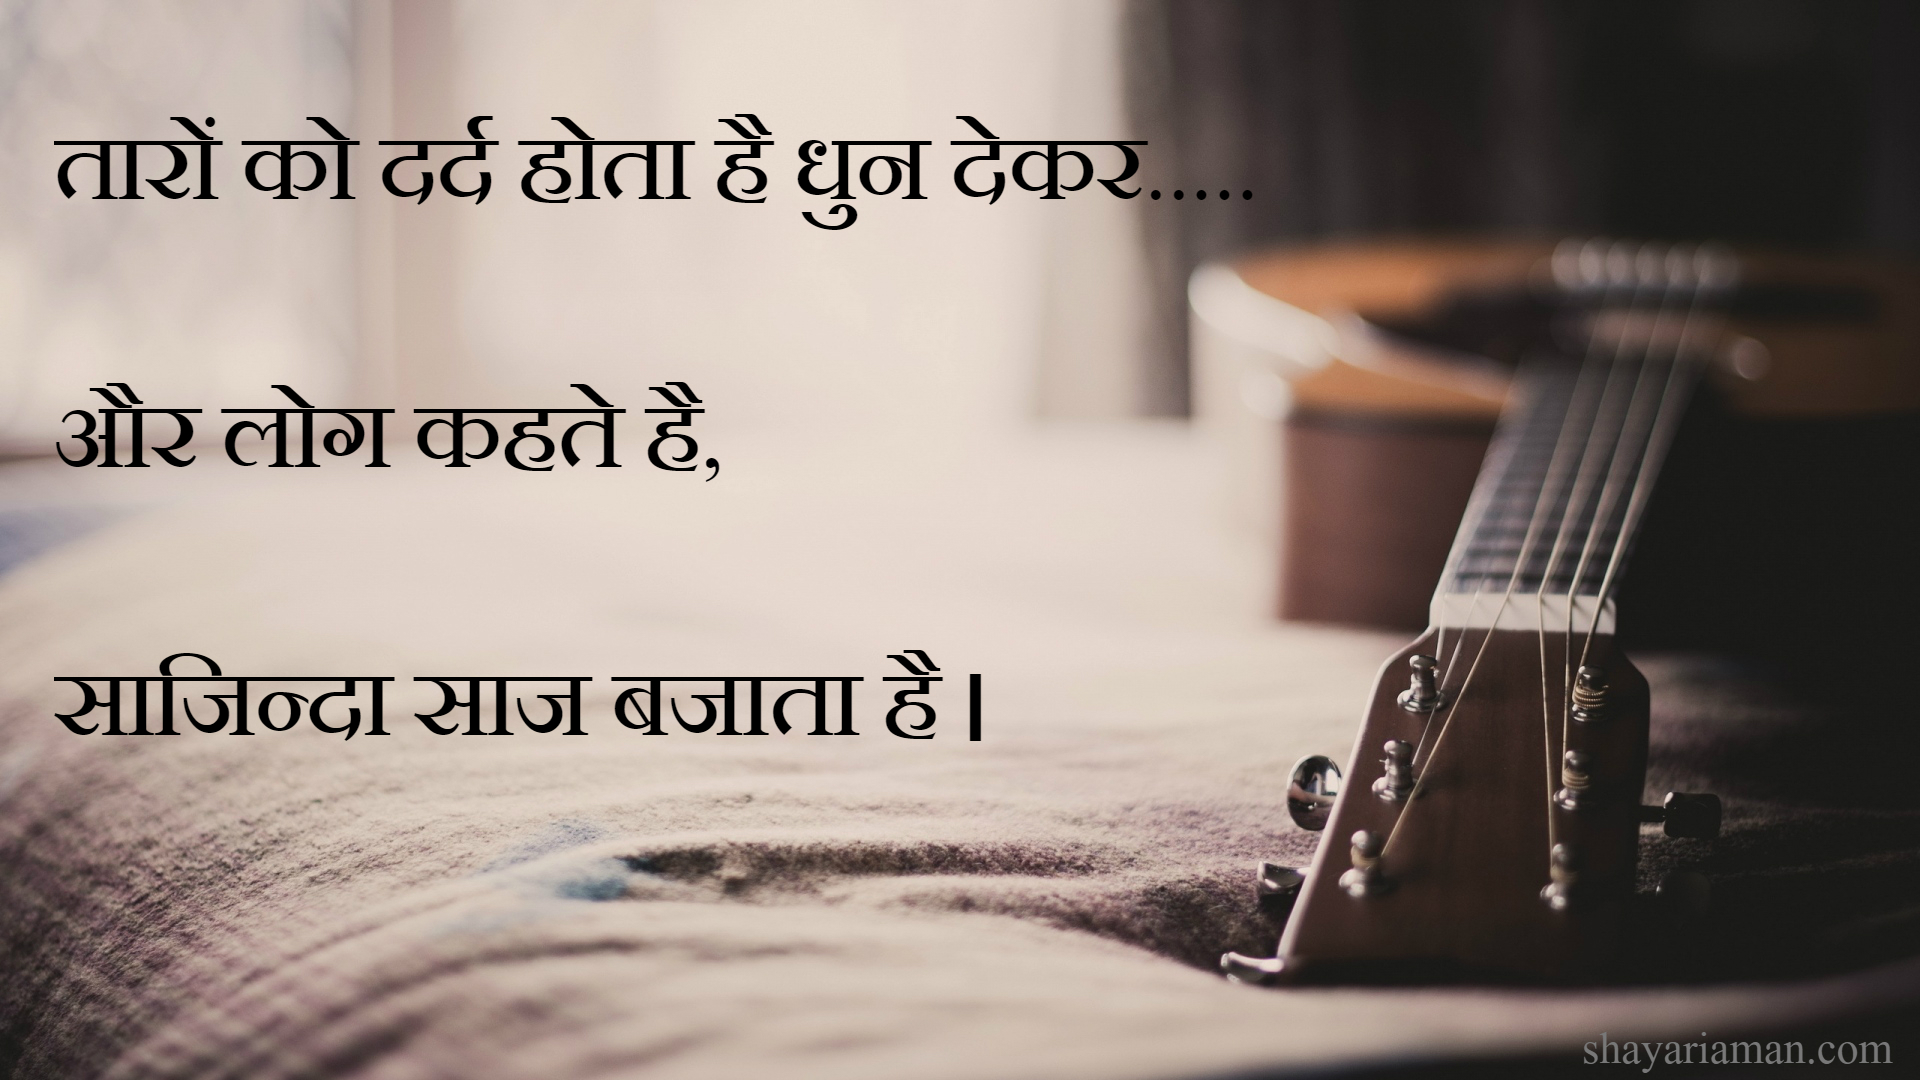 तारों को दर्द होता है धुन देकर.....
और लोग कहते है,
साजिन्दा साज बजाता है।
shayariaman.com